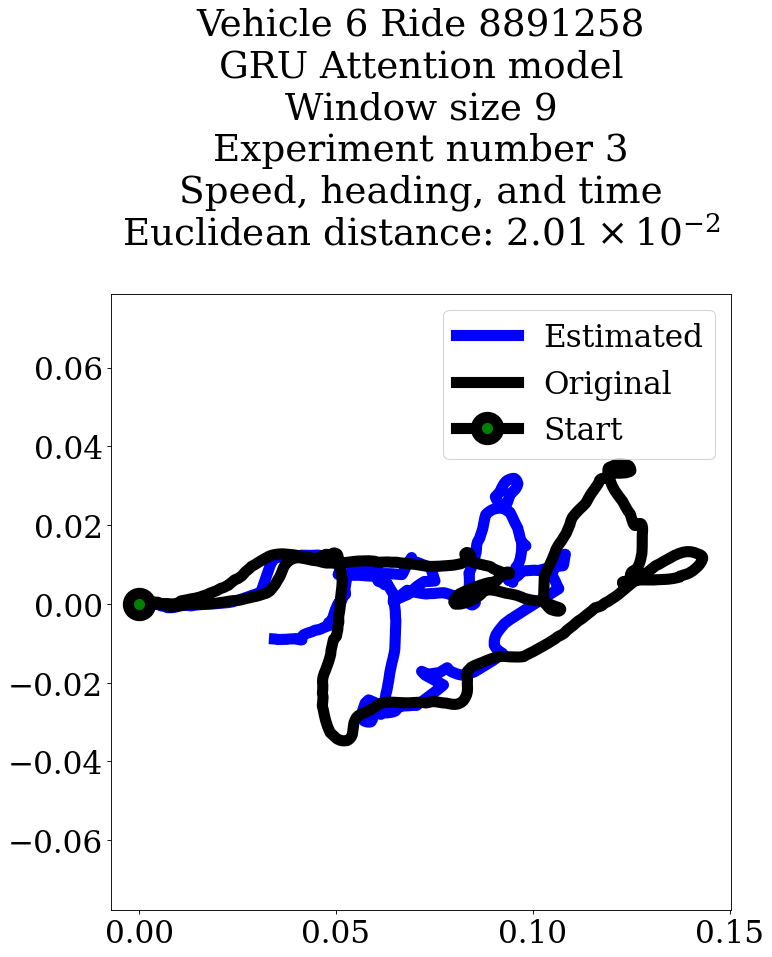 Vehicle 6 Ride 8891258
GRU Attention model
Window size 9
Experiment number 3
Speed, heading, and time
Euclidean distance: 2.01 × 10⁻²
Estimated
Original
Start
0.06
0.04
0.02
0.00
−0.02
−0.04
−0.06
0.00 0.05 0.10 0.15